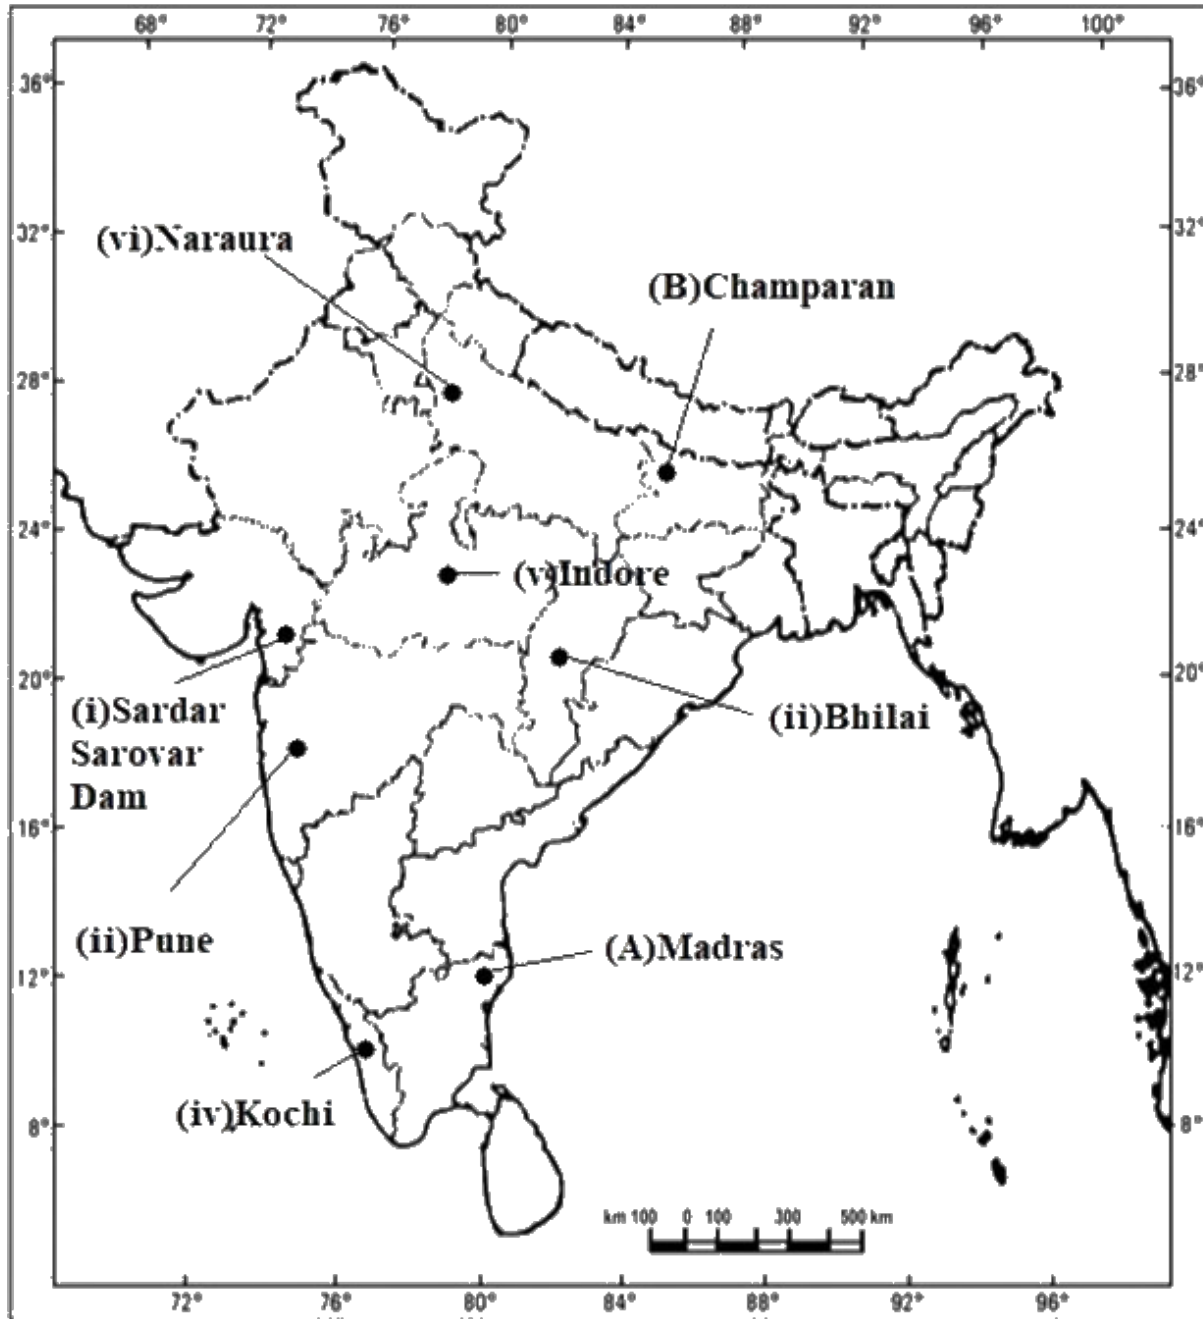 68° 72° 76° 80° 84° 88° 92° 96° 100°
36° 36°
32° 32°
(vi)Naraura
(B)Champaran
28° 28°
24° 24°
(v)Indore
20° 20°
(i)Sardar
Sarovar
Dam
(ii)Bhilai
16° 16°
(ii)Pune
(A)Madras
12° 12°
(iv)Kochi
8° 8°
km 100 0 100 300 500 km
72° 76° 80° 84° 88° 92° 96°